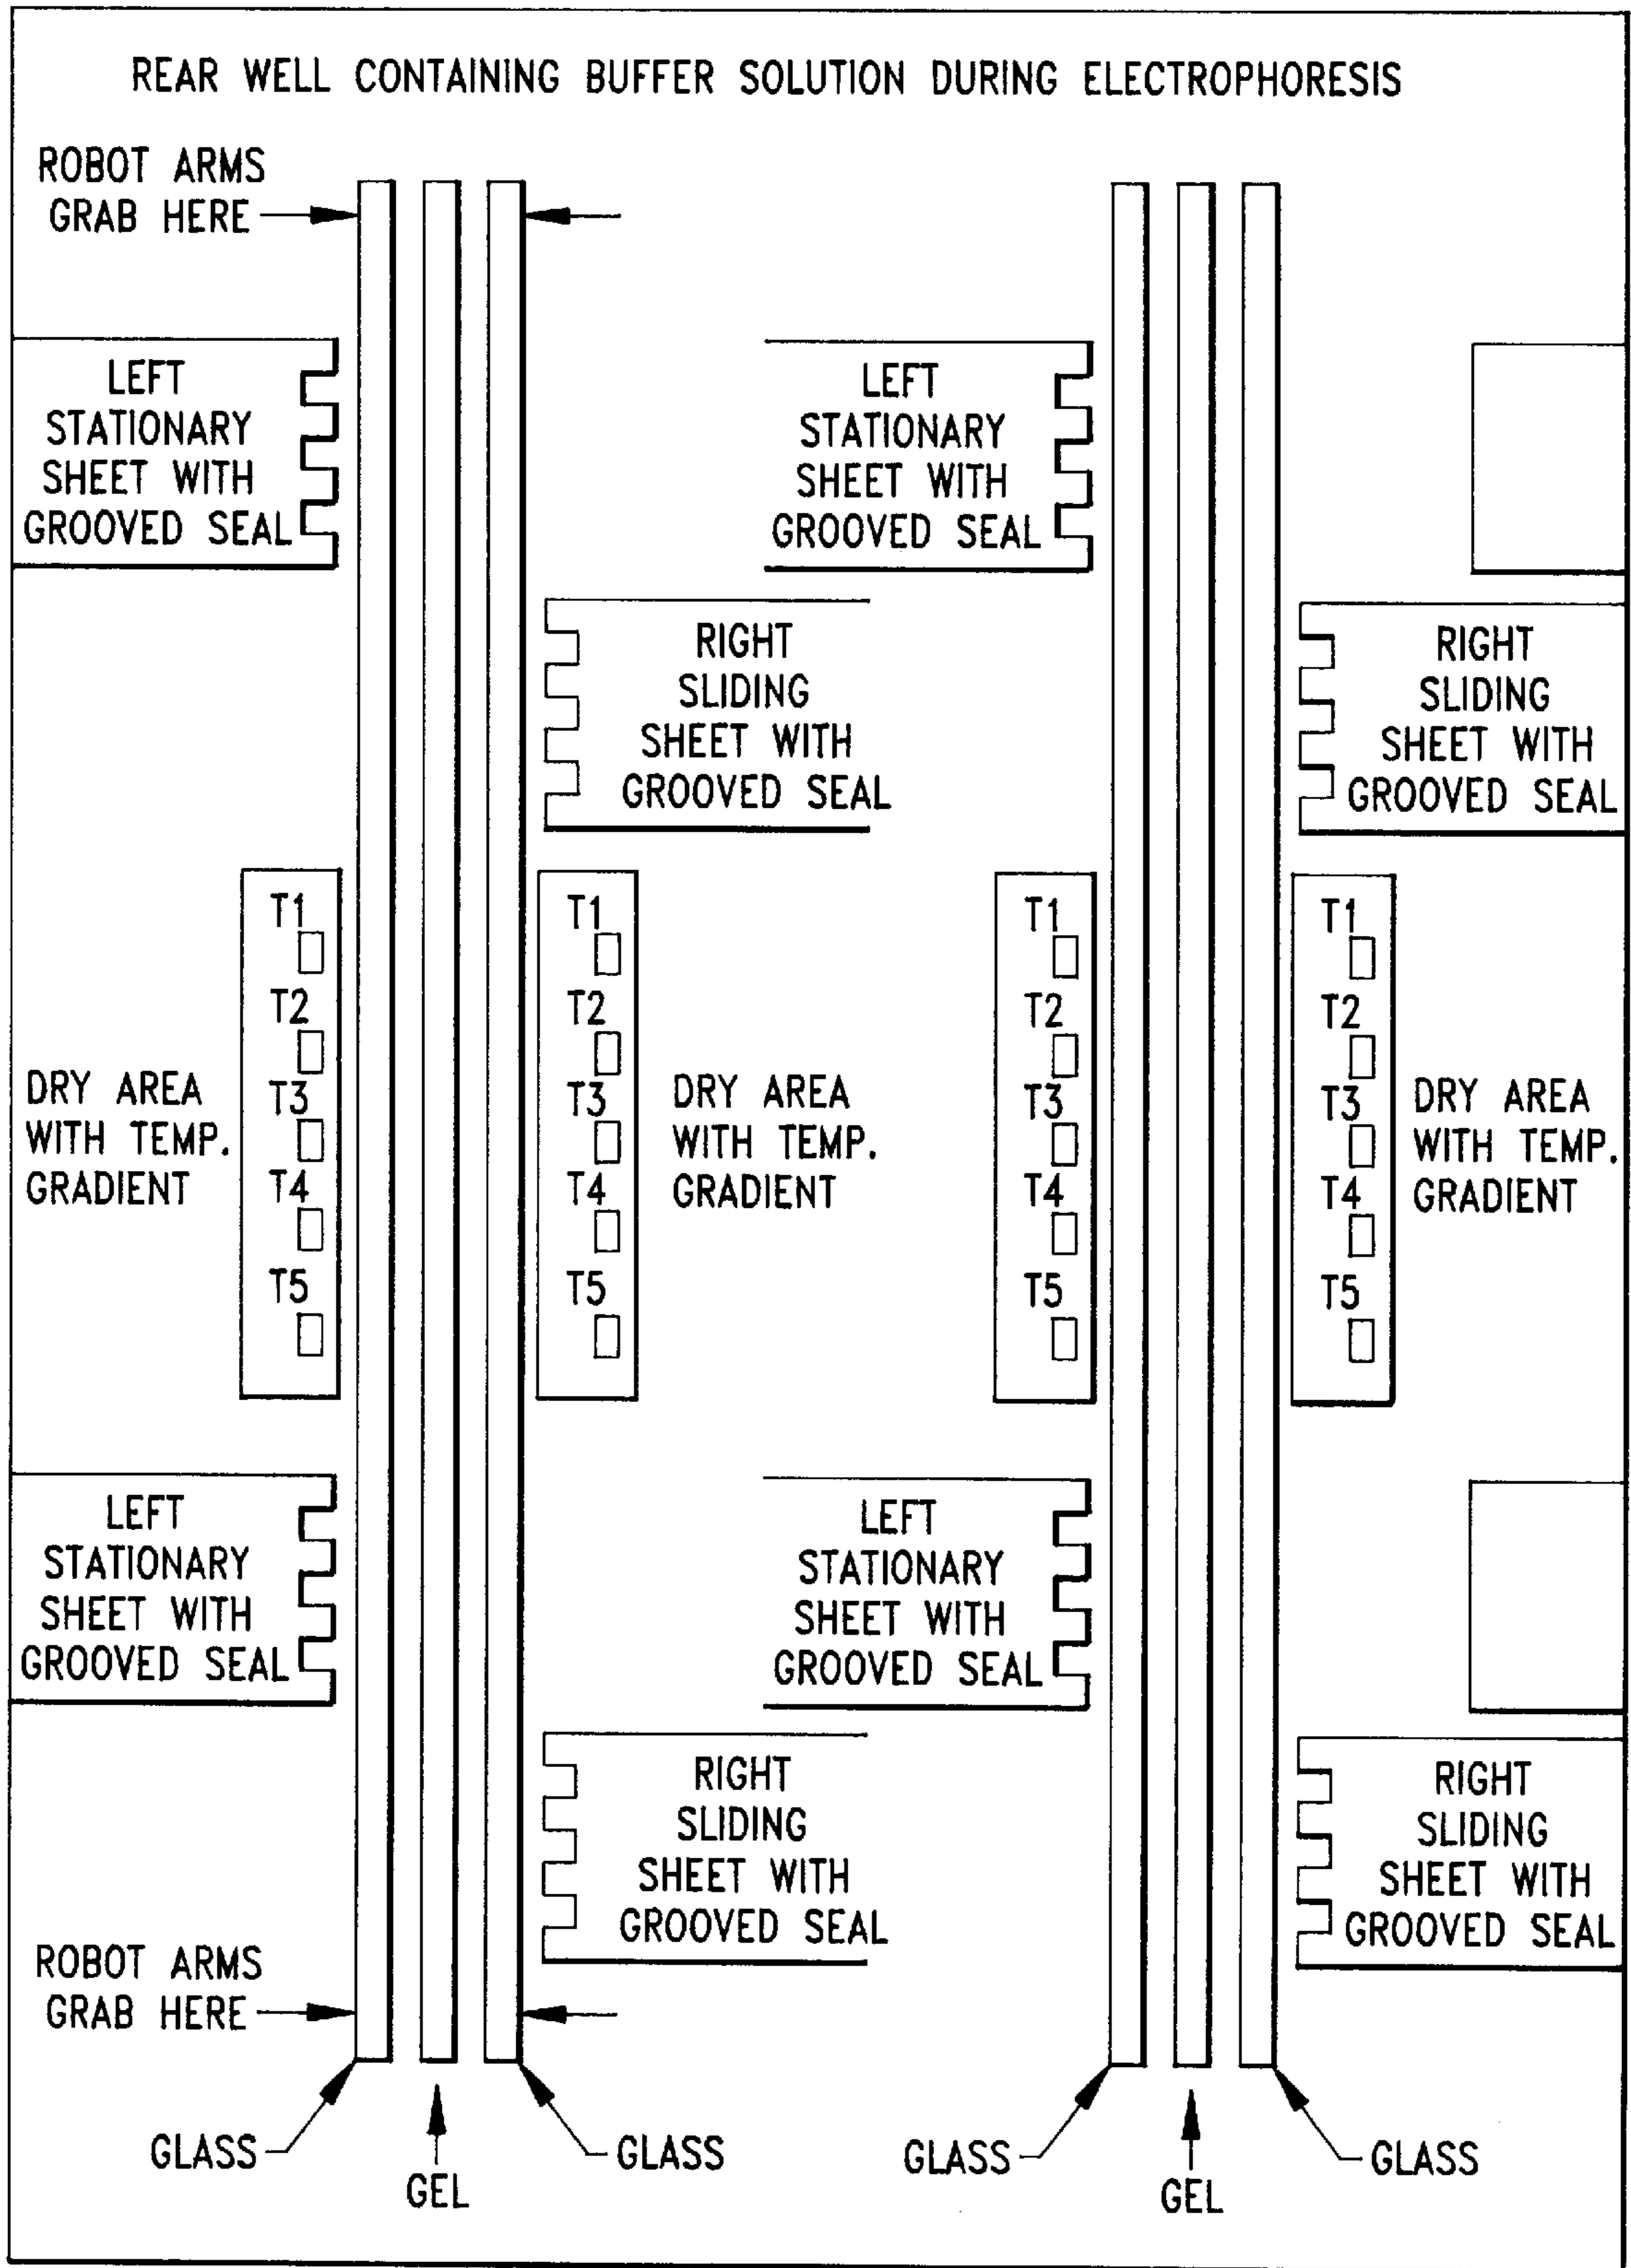 REAR WELL CONTAINING BUFFER SOLUTION DURING ELECTROPHORESIS
ROBOT ARMS
GRAB HERE
LEFT
STATIONARY
SHEET WITH
GROOVED SEAL
LEFT
STATIONARY
SHEET WITH
GROOVED SEAL
RIGHT
SLIDING
SHEET WITH
GROOVED SEAL
RIGHT
SLIDING
SHEET WITH
GROOVED SEAL
DRY AREA
WITH TEMP.
GRADIENT
T1
T2
T3
T4
T5
T1
T2
T3
T4
T5
DRY AREA
WITH TEMP.
GRADIENT
T1
T2
T3
T4
T5
T1
T2
T3
T4
T5
DRY AREA
WITH TEMP.
GRADIENT
LEFT
STATIONARY
SHEET WITH
GROOVED SEAL
LEFT
STATIONARY
SHEET WITH
GROOVED SEAL
RIGHT
SLIDING
SHEET WITH
GROOVED SEAL
RIGHT
SLIDING
SHEET WITH
GROOVED SEAL
ROBOT ARMS
GRAB HERE
GLASS
GEL
GLASS
GLASS
GEL
GLASS